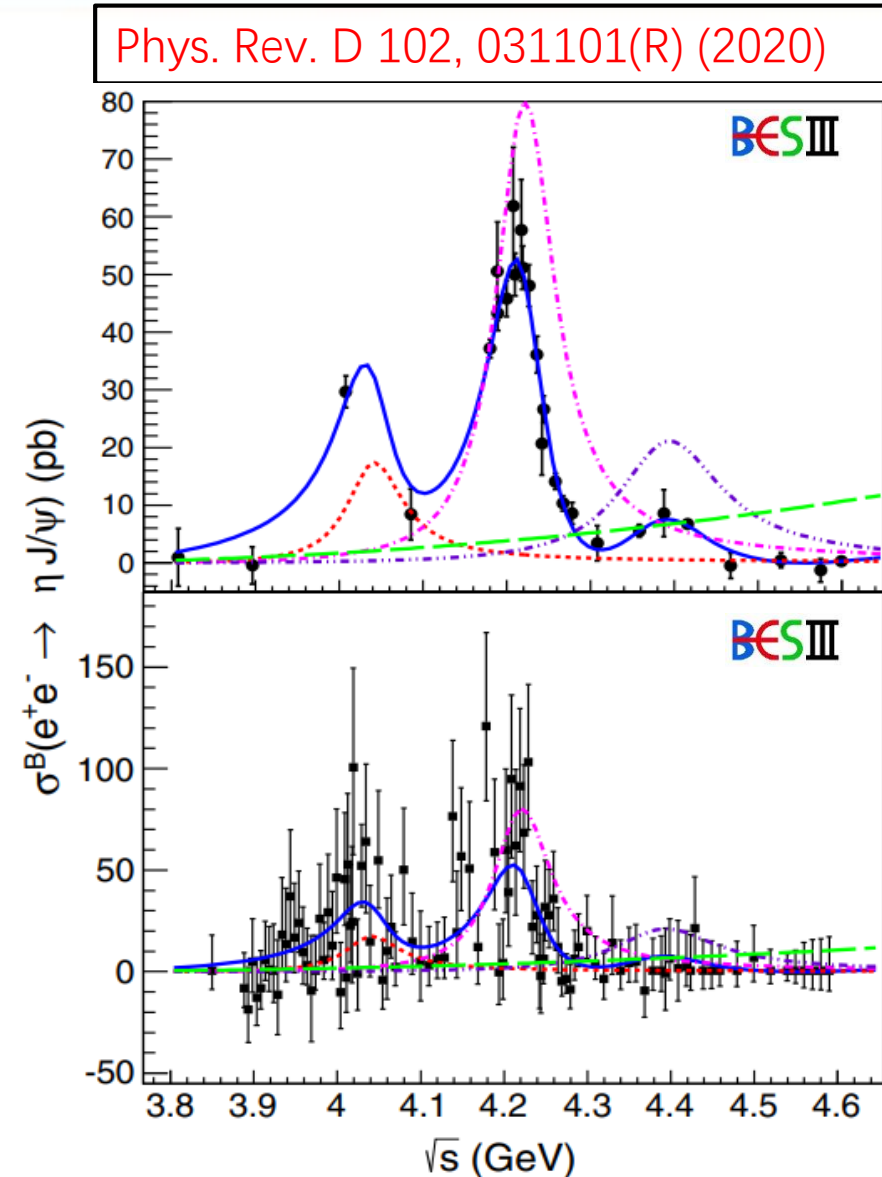 Phys. Rev. D 102, 031101(R) (2020)
BESIII
80
70
60
50
40
30
20
10
0
σᴮ(e⁺e⁻ → η J/ψ) (pb)
BESIII
150
100
50
0
-50
3.8 3.9 4 4.1 4.2 4.3 4.4 4.5 4.6
√s (GeV)